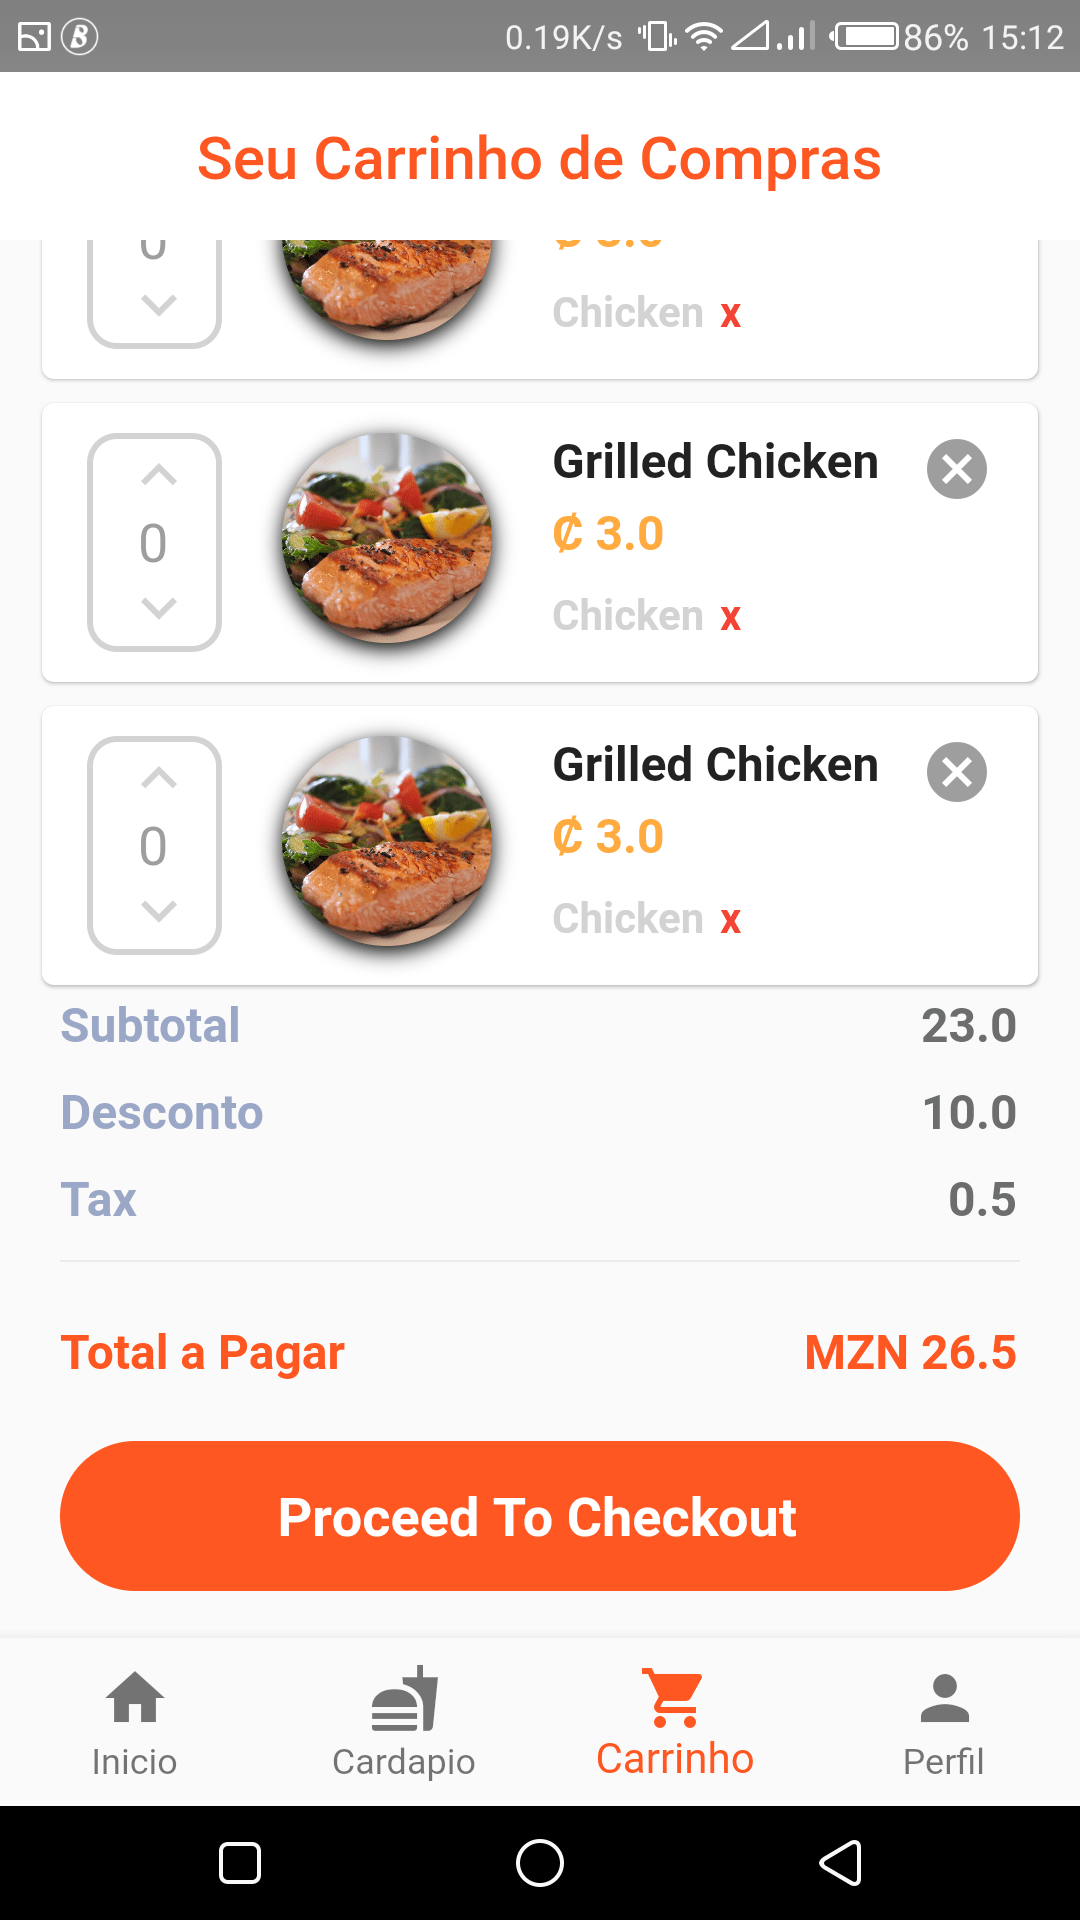 0.19K/s 86% 15:12
Seu Carrinho de Compras
0
Chicken x
Grilled Chicken
0
₵ 3.0
Chicken x
Grilled Chicken
0
₵ 3.0
Chicken x
Subtotal 23.0
Desconto 10.0
Tax 0.5
Total a Pagar MZN 26.5
Proceed To Checkout
Inicio Cardapio Carrinho Perfil